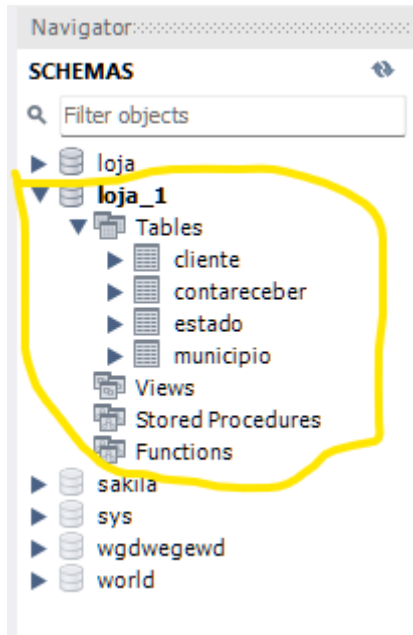 Navigator
SCHEMAS
Filter objects
loja
loja_1
Tables
cliente
contareceber
estado
municipio
Views
Stored Procedures
Functions
sakila
sys
wgdwegewd
world